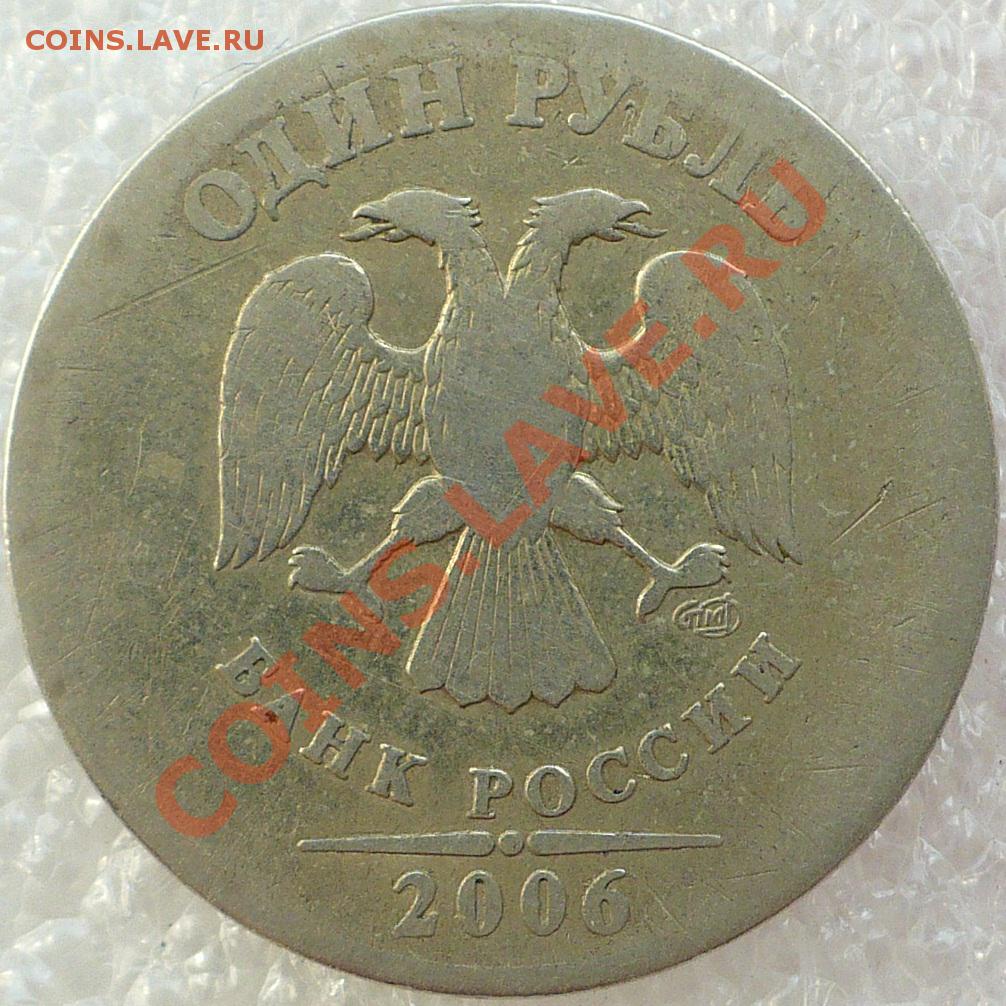 COINS.LAVE.RU
ОДИН РУБЛЬ
COINS.LAVE.RU
БАНК РОССИИ
2006